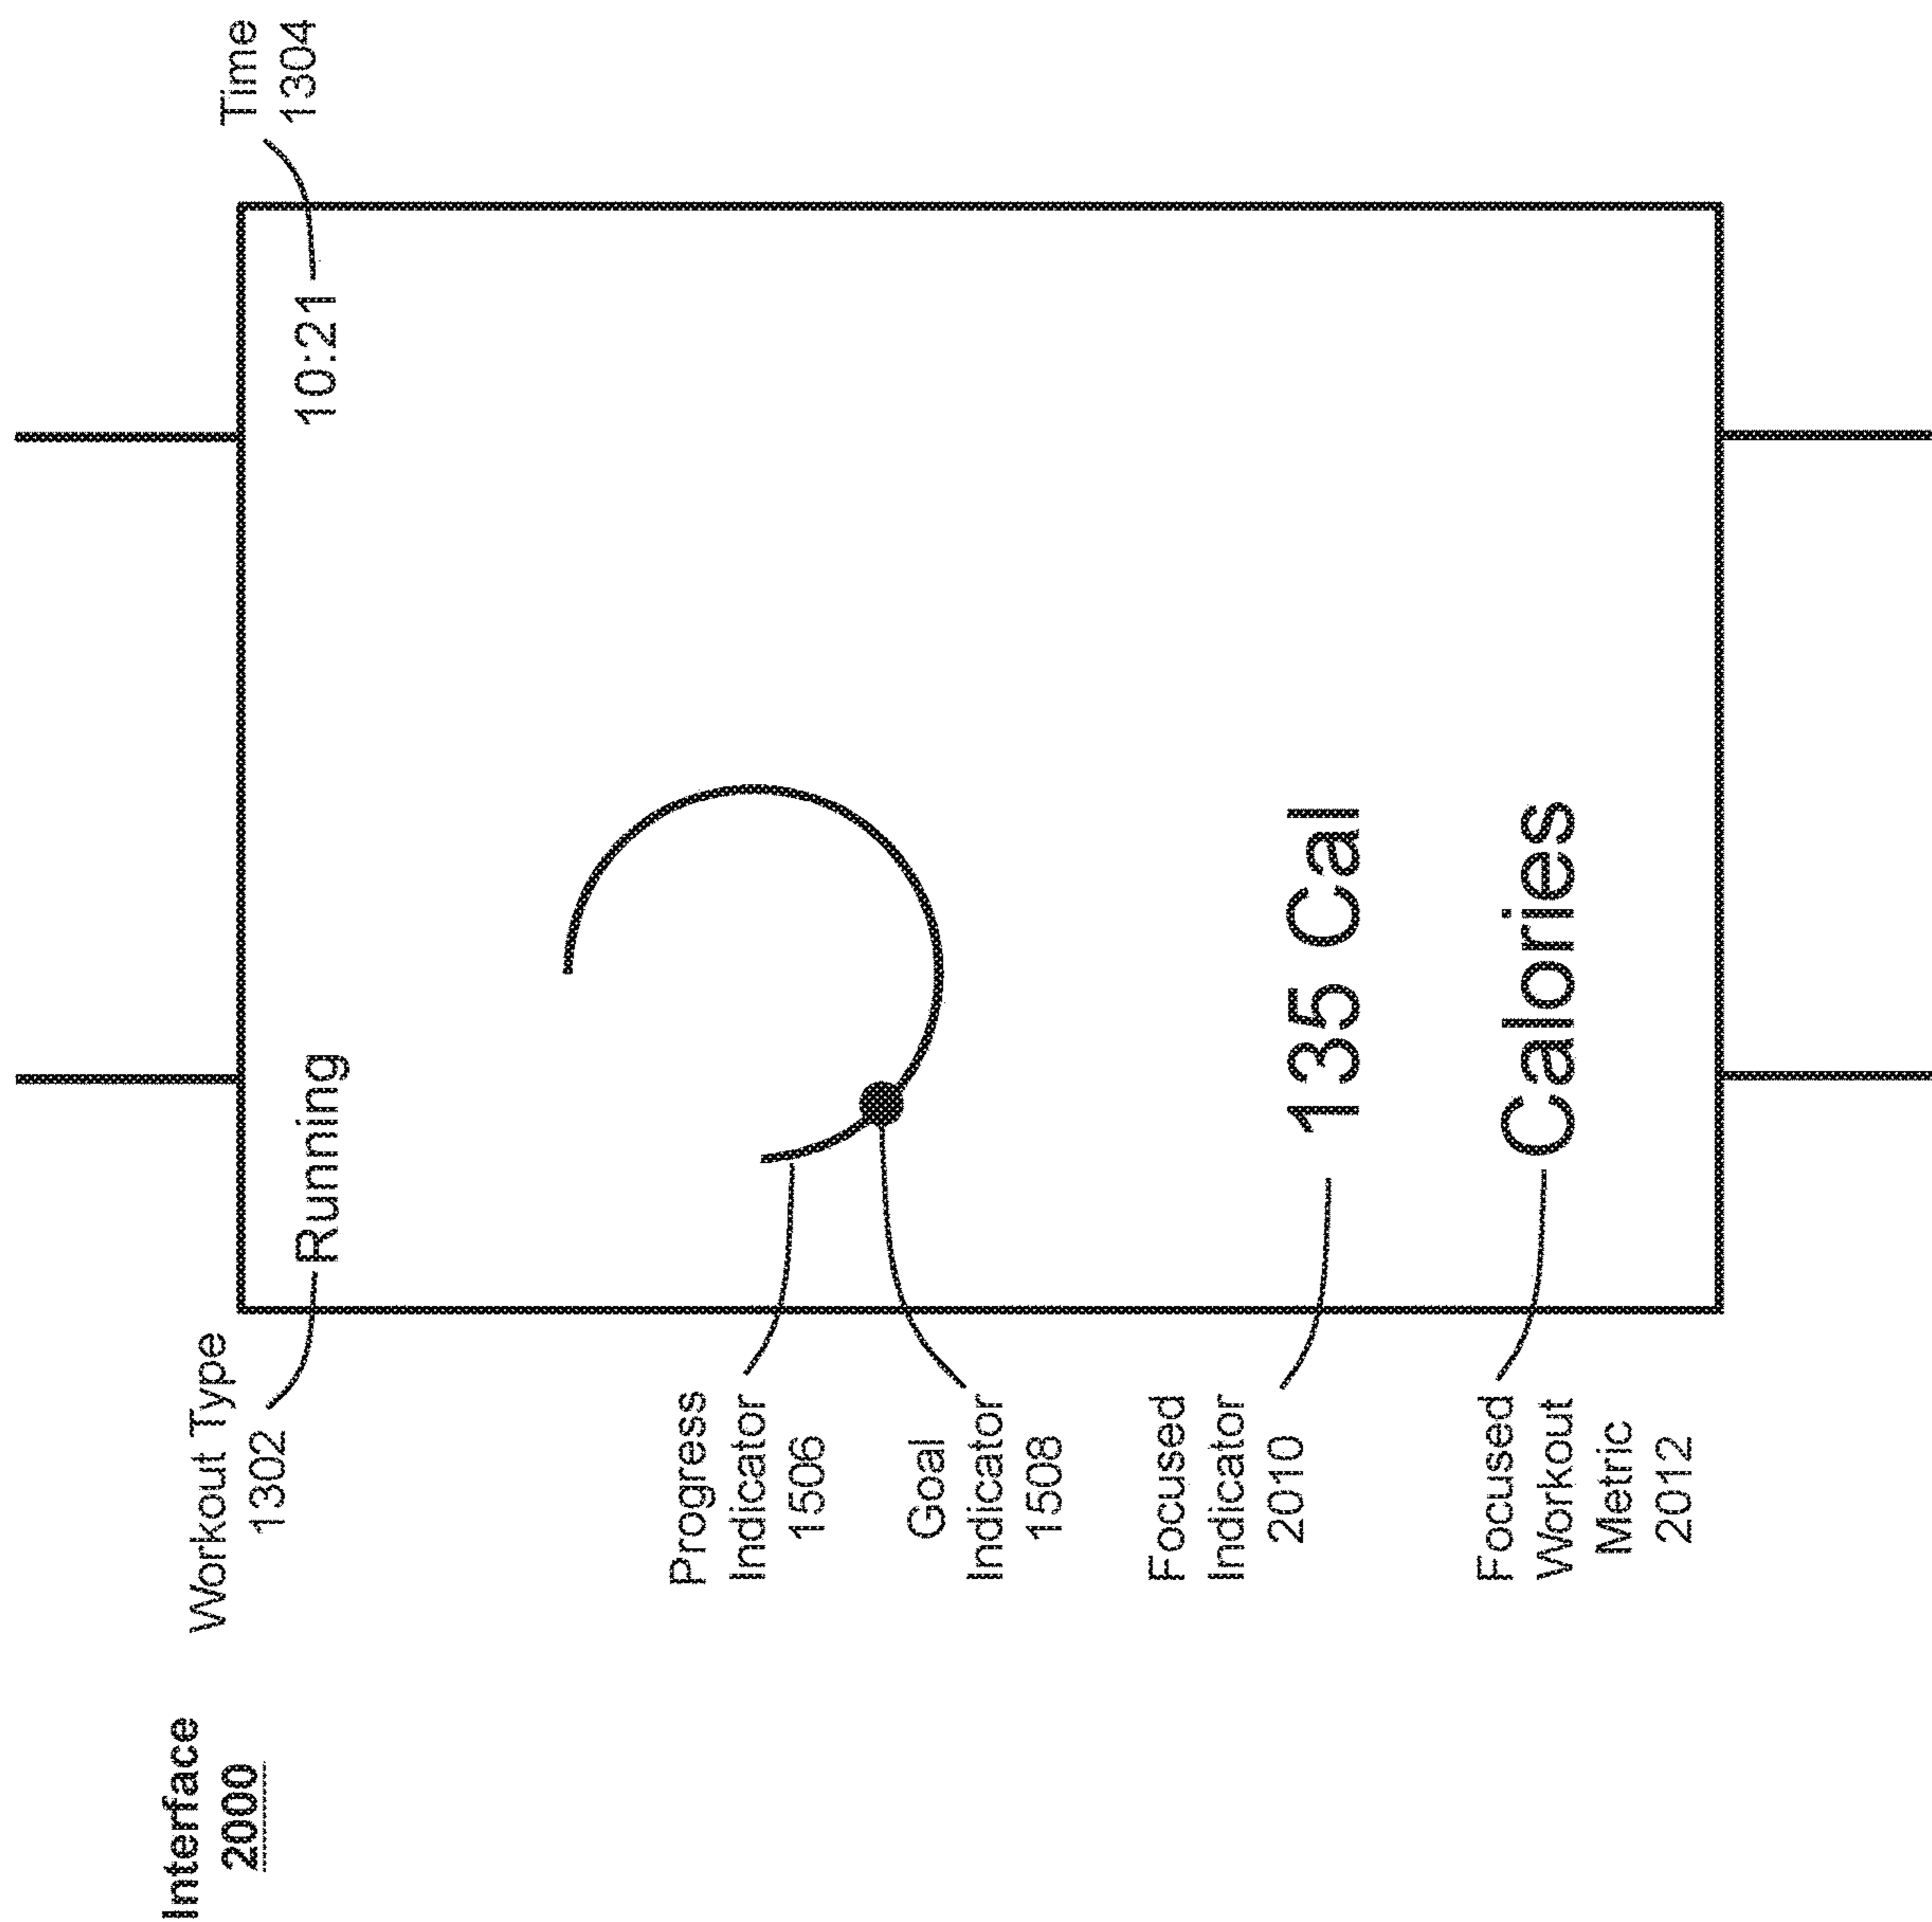 Interface
2000
Workout Type
1302
Running
10:21
Time
1304
Progress
Indicator
1506
Goal
Indicator
1508
Focused
Indicator
2010
135 Cal
Focused
Workout
Metric
2012
Calories